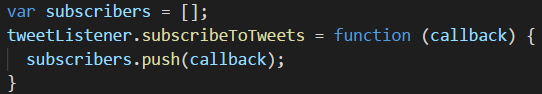 var subscribers = [];
tweetListener.subscribeToTweets = function (callback) {
  subscribers.push(callback);
}